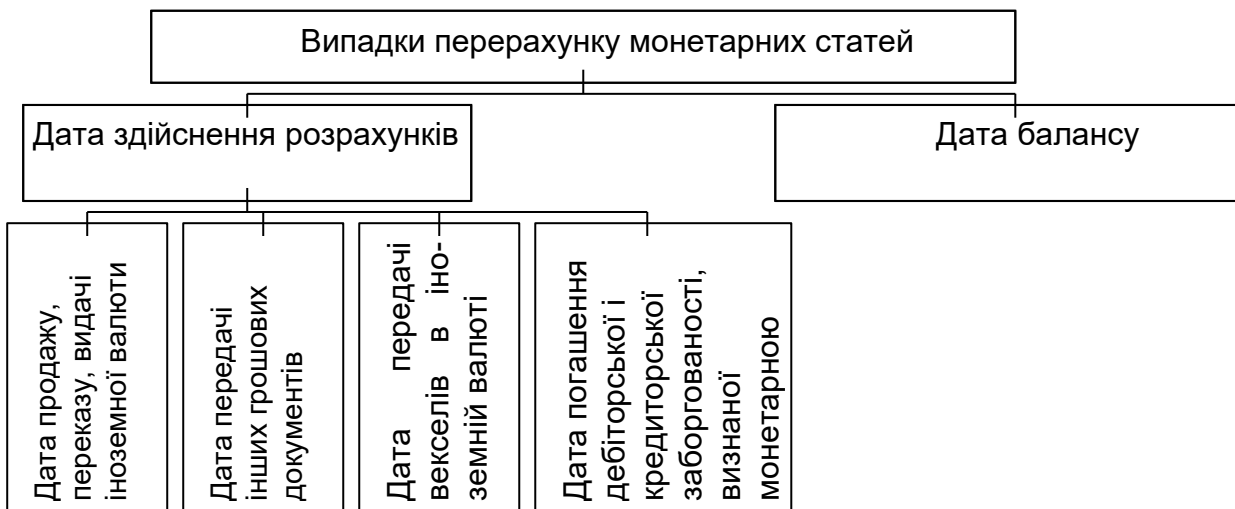 Випадки перерахунку монетарних статей
Дата здійснення розрахунків
Дата балансу
Дата продажу,
переказу, видачі
іноземної валюти
Дата передачі
інших грошових
документів
Дата передачі
векселів в іно-
земній валюті
Дата погашення
дебіторської і
кредиторської
заборгованості,
визнаної
монетарною